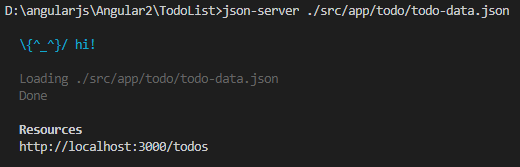 D:\angularjs\Angular2\TodoList>json-server ./src/app/todo/todo-data.json
\{^_^}/ hi!
Loading ./src/app/todo/todo-data.json
Done
Resources
http://localhost:3000/todos